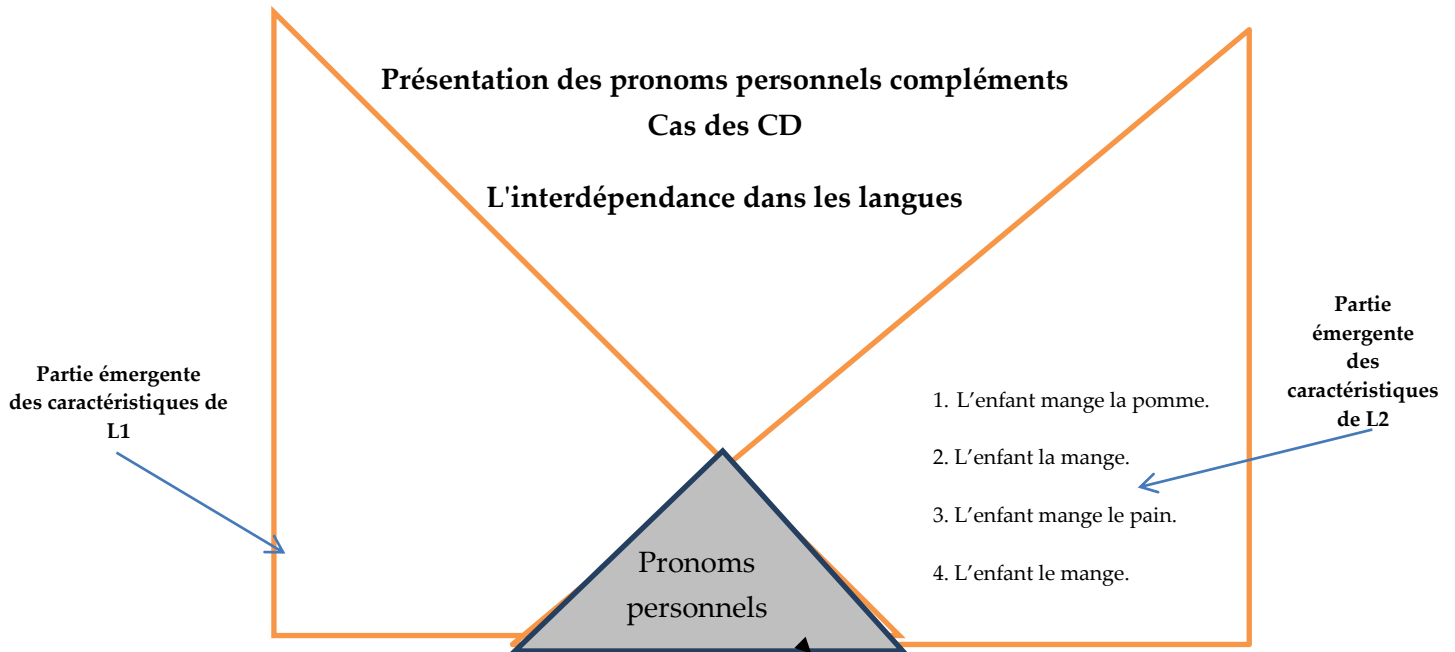 Présentation des pronoms personnels compléments
Cas des CD
L'interdépendance dans les langues
Partie émergente
des caractéristiques de
L1
Partie
émergente
des
caractéristiques
de L2
1. L’enfant mange la pomme.
2. L’enfant la mange.
3. L’enfant mange le pain.
4. L’enfant le mange.
Pronoms
personnels